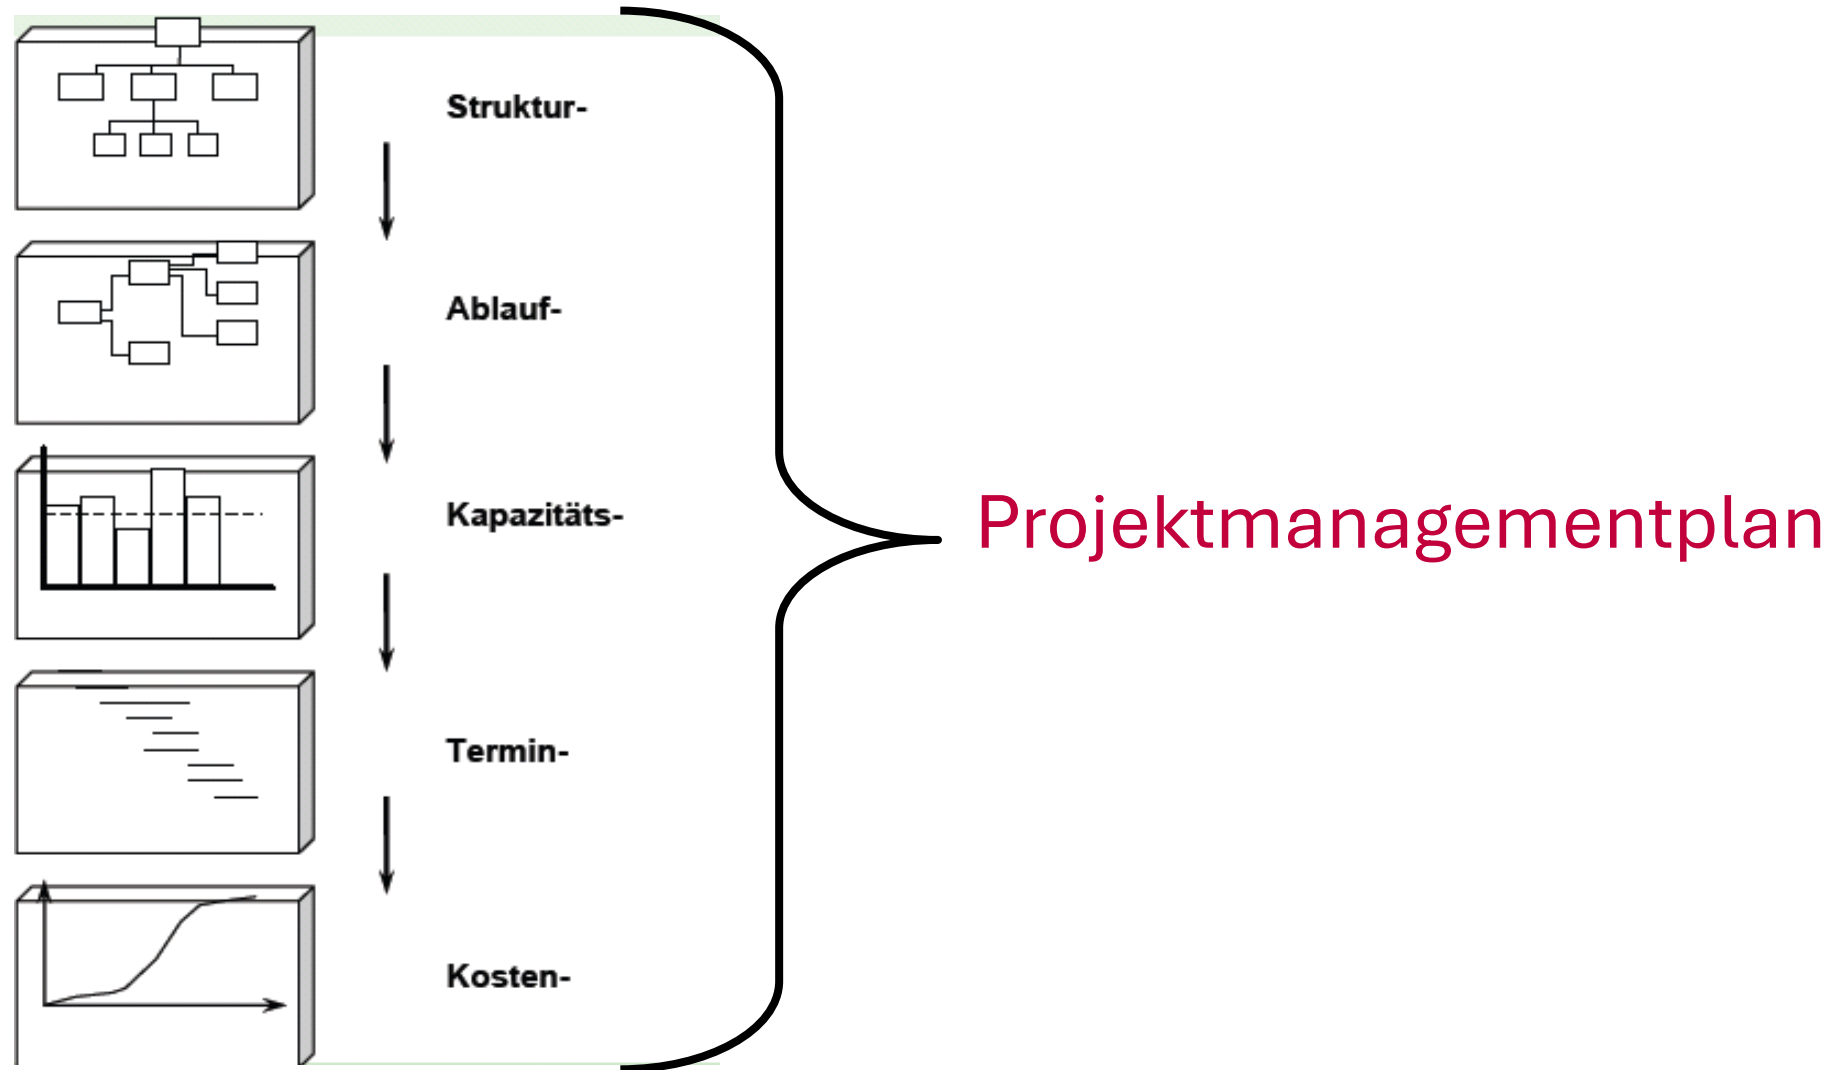 Struktur-
Ablauf-
Kapazitäts-
Projektmanagementplan
Termin-
Kosten-